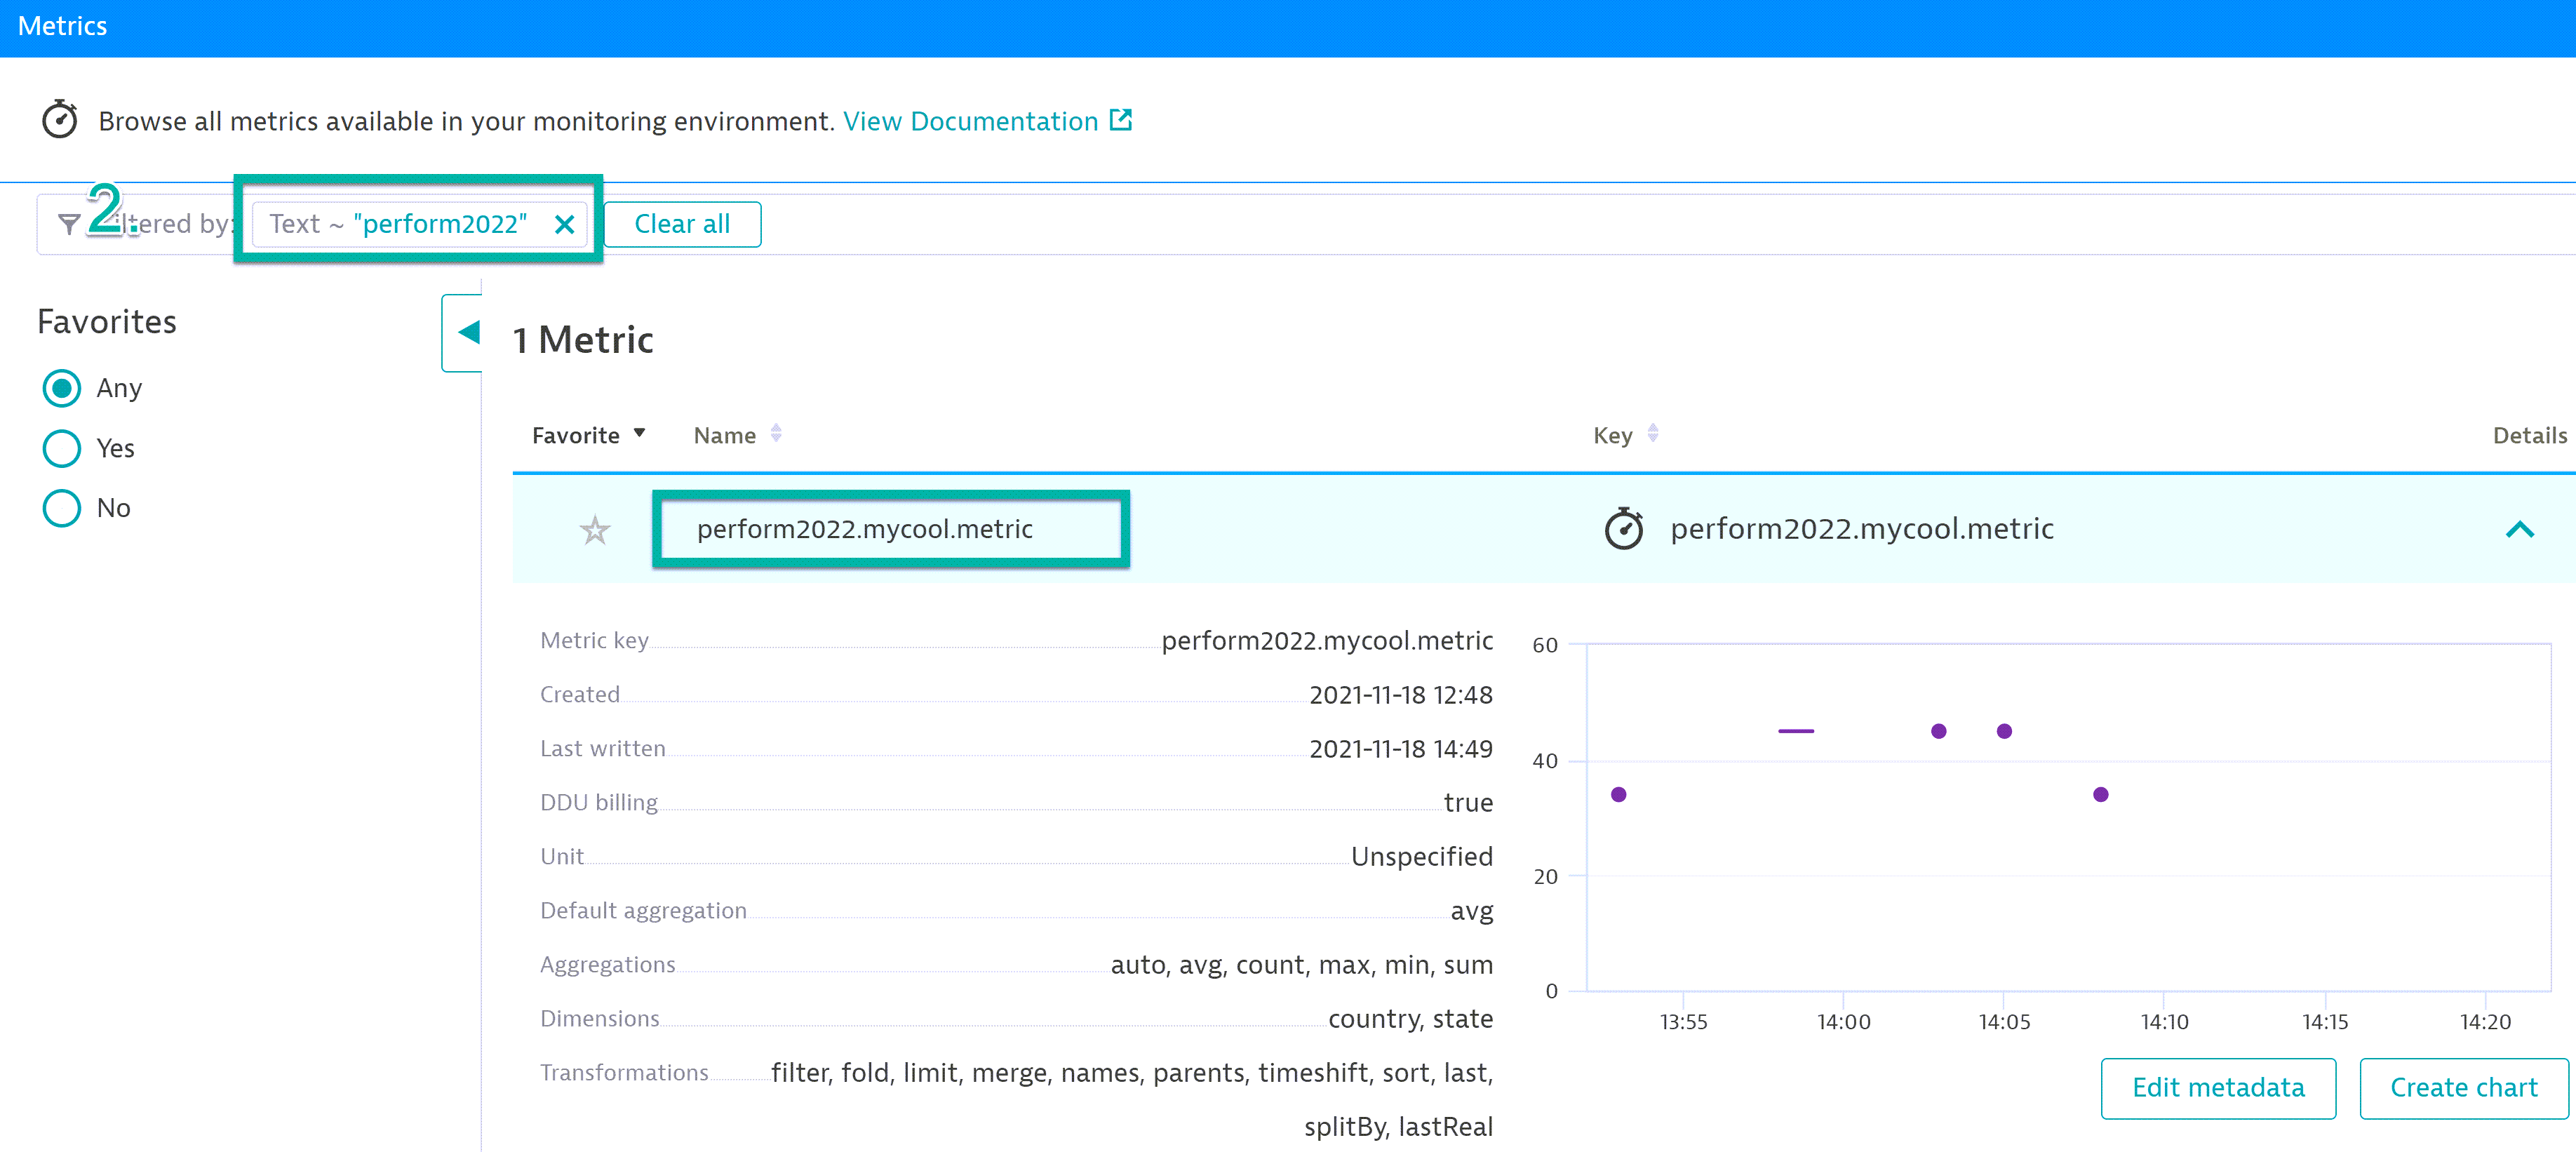 Metrics
Browse all metrics available in your monitoring environment. View Documentation
2. iltered by: Text ~ "perform2022" Clear all
Favorites
Any
Yes
No
1 Metric
Favorite Name Key Details
perform2022.mycool.metric perform2022.mycool.metric
Metric key perform2022.mycool.metric
Created 2021-11-18 12:48
Last written 2021-11-18 14:49
DDU billing true
Unit Unspecified
Default aggregation avg
Aggregations auto, avg, count, max, min, sum
Dimensions country, state
Transformations filter, fold, limit, merge, names, parents, timeshift, sort, last,
splitBy, lastReal
60
40
20
0
13:55 14:00 14:05 14:10 14:15 14:20
Edit metadata Create chart